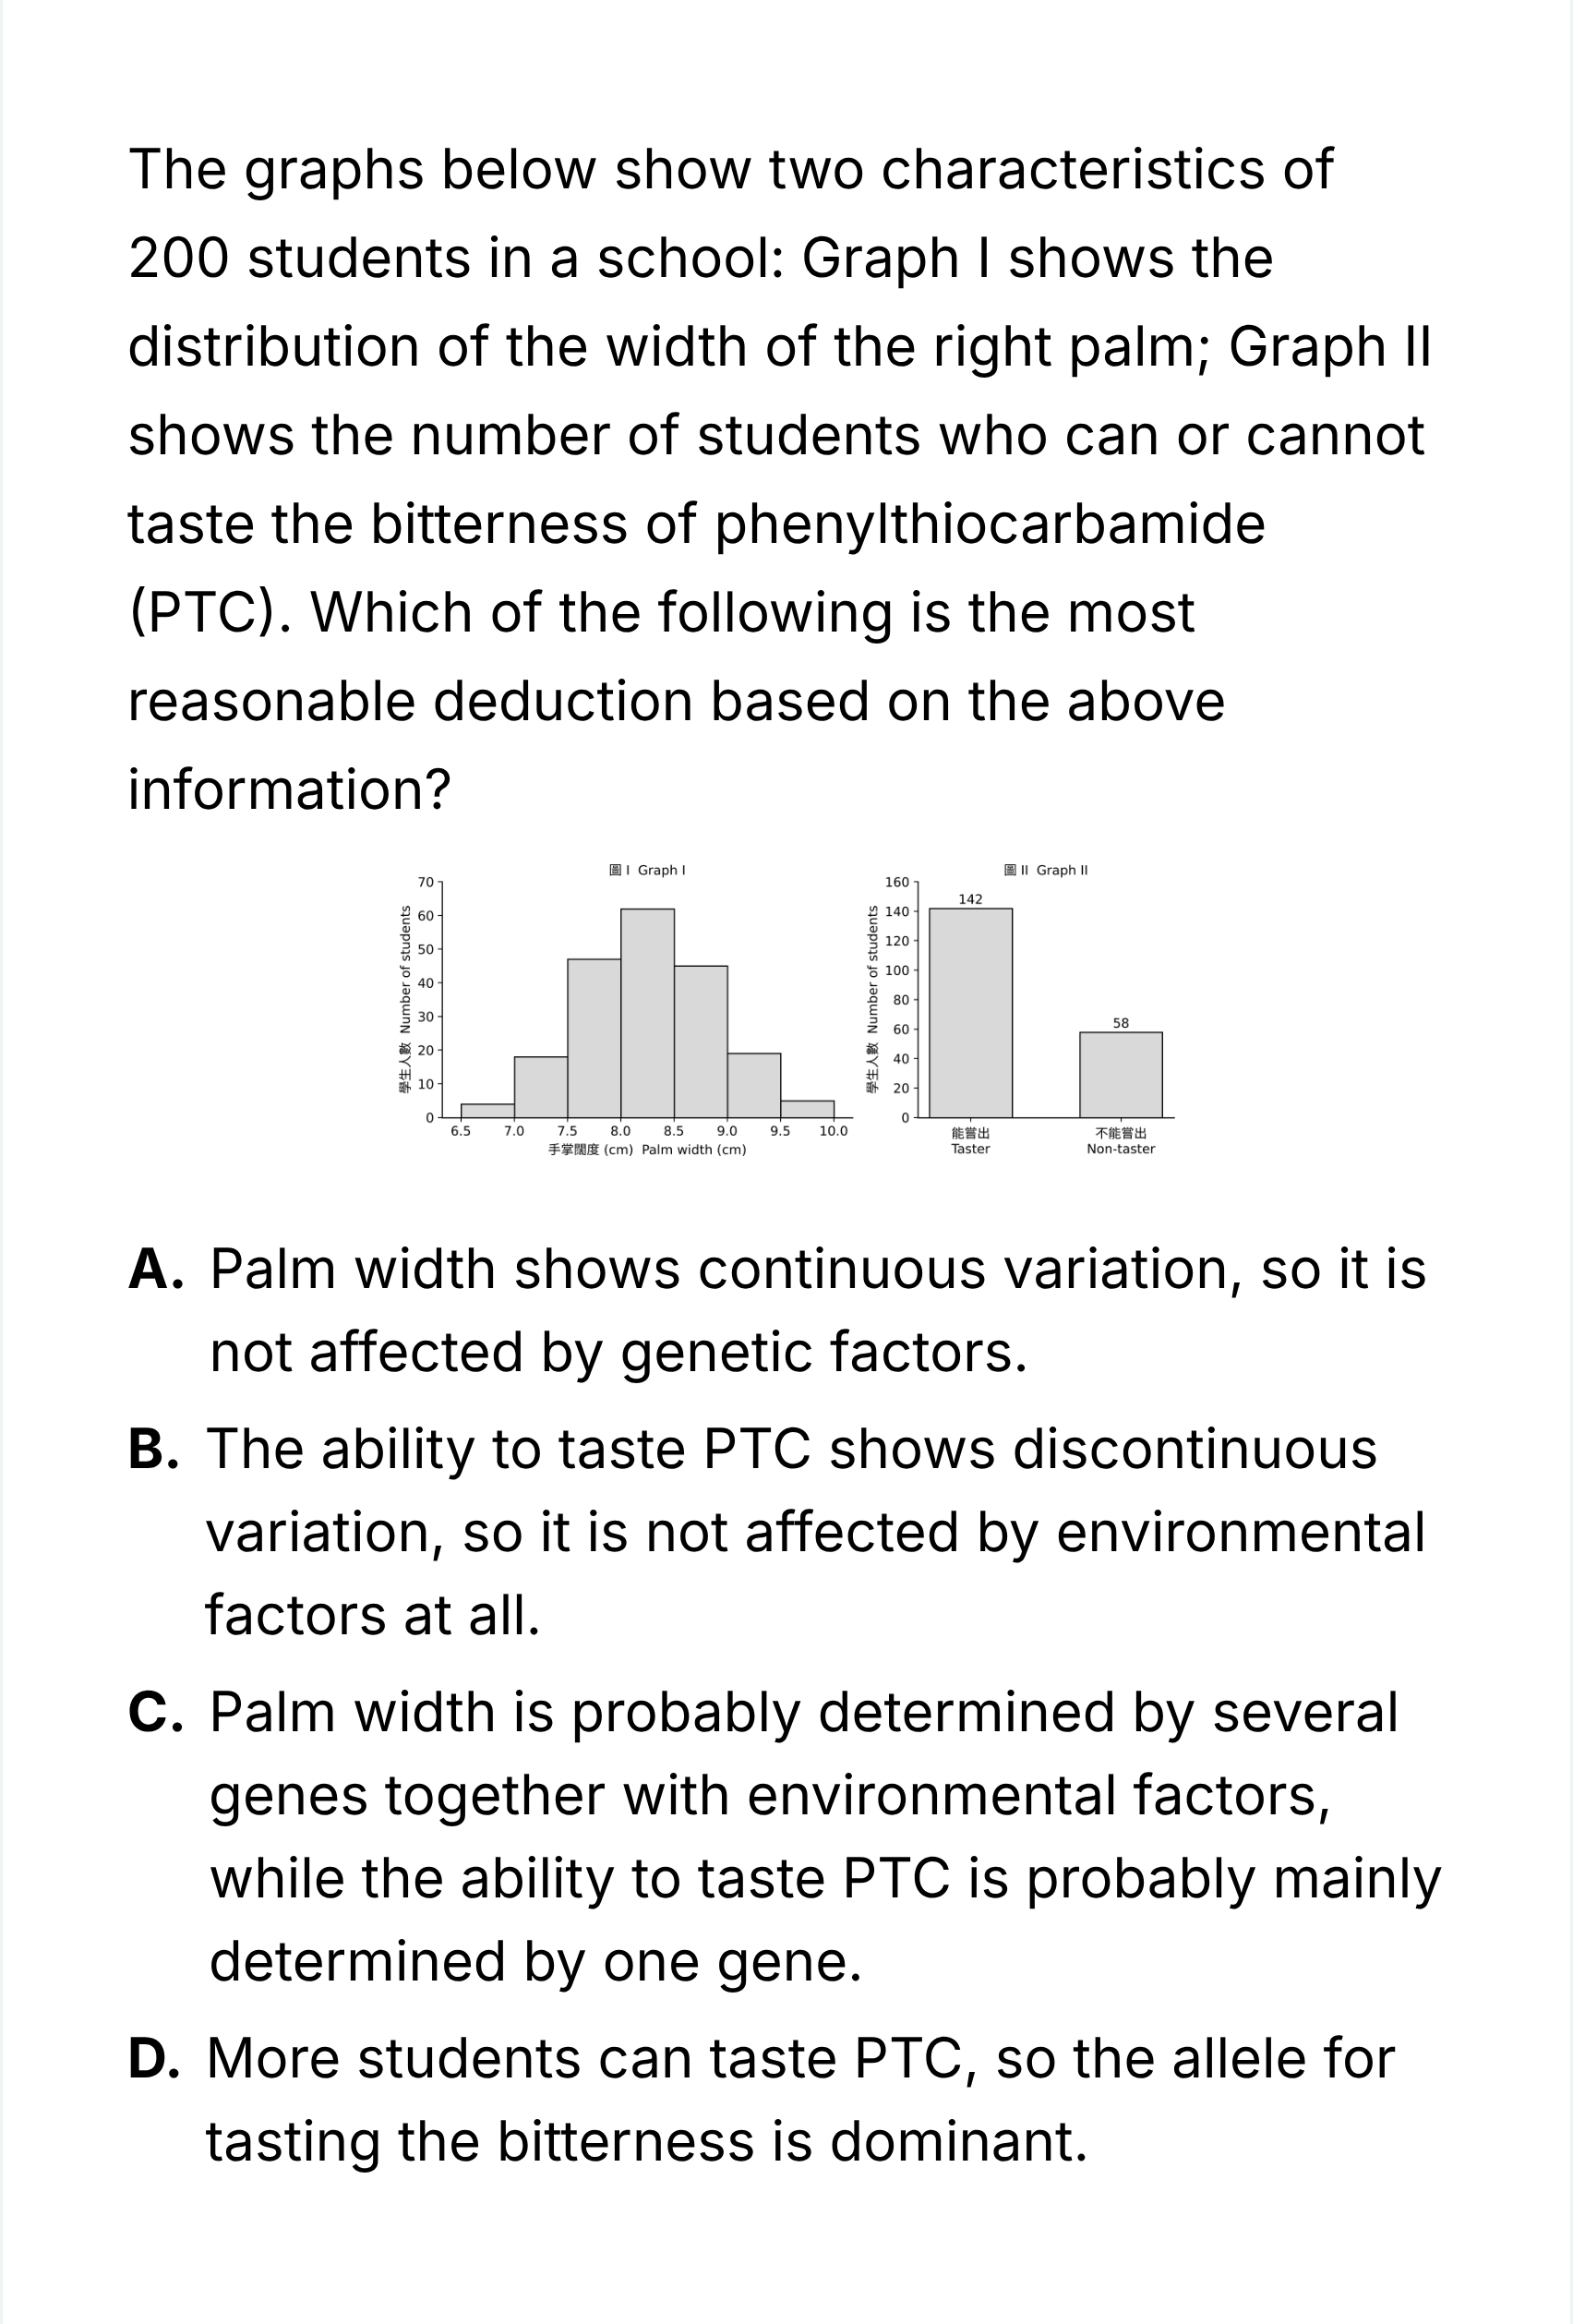 The graphs below show two characteristics of
200 students in a school: Graph I shows the
distribution of the width of the right palm; Graph II
shows the number of students who can or cannot
taste the bitterness of phenylthiocarbamide
(PTC). Which of the following is the most
reasonable deduction based on the above
information?
圖 I  Graph I
70
60
50
40
30
20
10
0
學生人數  Number of students
6.5 7.0 7.5 8.0 8.5 9.0 9.5 10.0
手掌闊度 (cm)  Palm width (cm)
圖 II  Graph II
160
140
120
100
80
60
40
20
0
學生人數  Number of students
142
58
能嘗出 不能嘗出
Taster Non-taster
A. Palm width shows continuous variation, so it is
not affected by genetic factors.
B. The ability to taste PTC shows discontinuous
variation, so it is not affected by environmental
factors at all.
C. Palm width is probably determined by several
genes together with environmental factors,
while the ability to taste PTC is probably mainly
determined by one gene.
D. More students can taste PTC, so the allele for
tasting the bitterness is dominant.